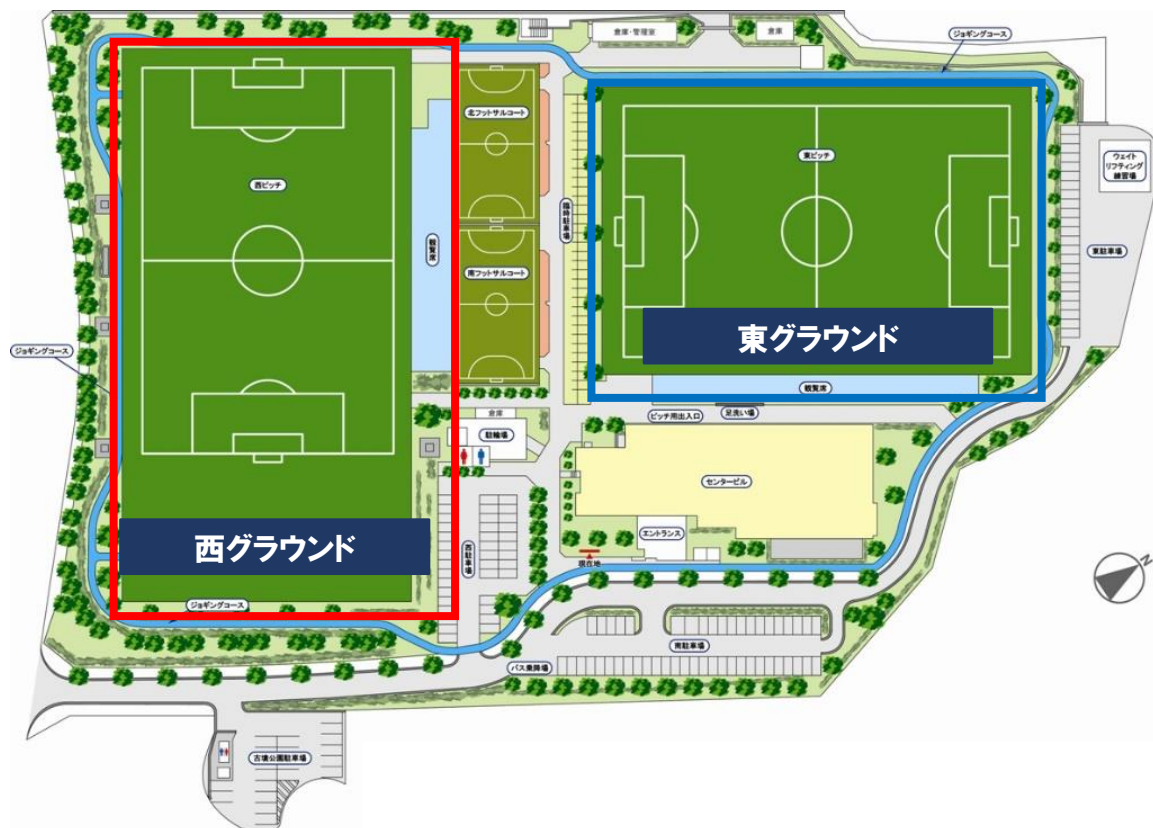 倉庫・管理室
倉庫
ジョギングコース
北フットサルコート
東ピッチ
ウェイト
リフティング
練習場
西ピッチ
臨時駐車場
観覧席
東駐車場
南フットサルコート
東グラウンド
ジョギングコース
観覧席
倉庫
ピッチ用出入口
足洗い場
駐輪場
センタービル
西グラウンド
エントランス
西駐車場
現在地
N
ジョギングコース
南駐車場
バス乗降場
古墳公園駐車場